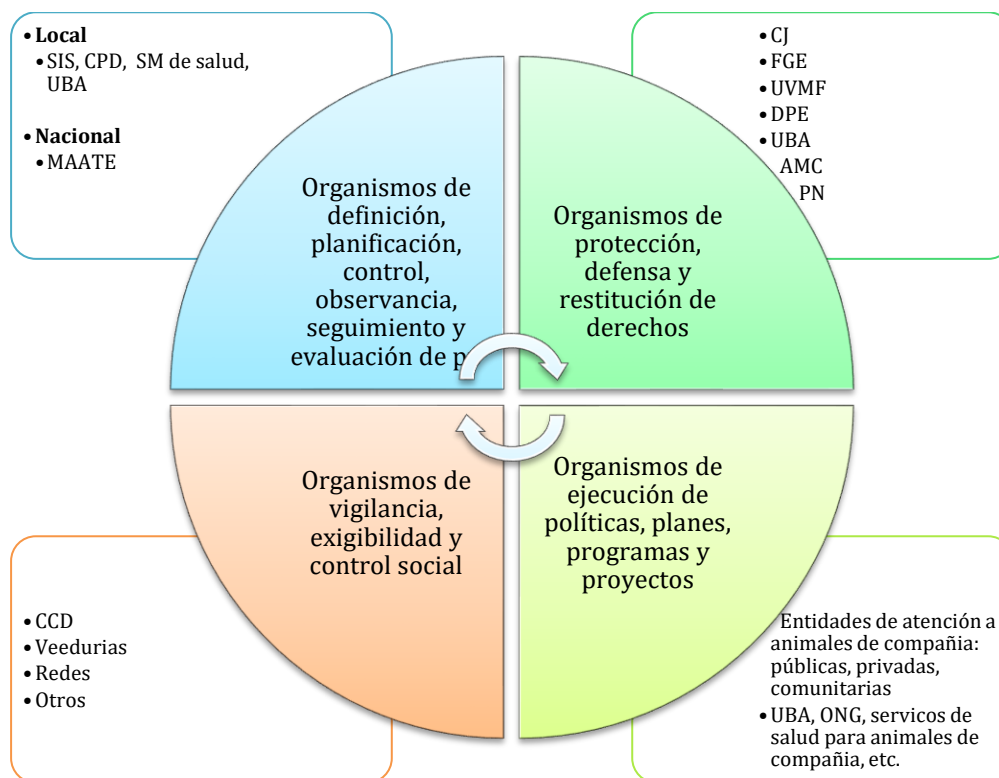 • Local
• SIS, CPD, SM de salud,
UBA
• Nacional
• MAATE
Organismos de
definición,
planificación,
control,
observancia,
seguimiento y
evaluación de p
• CJ
• FGE
• UVMF
• DPE
• UBA
AMC
PN
Organismos de
protección,
defensa y
restitución de
derechos
Organismos de
vigilancia,
exigibilidad y
control social
• CCD
• Veedurias
• Redes
• Otros
Organismos de
ejecución de
políticas, planes,
programas y
proyectos
Entidades de atención a
animales de compañia:
públicas, privadas,
comunitarias
• UBA, ONG, servicos de
salud para animales de
compañia, etc.